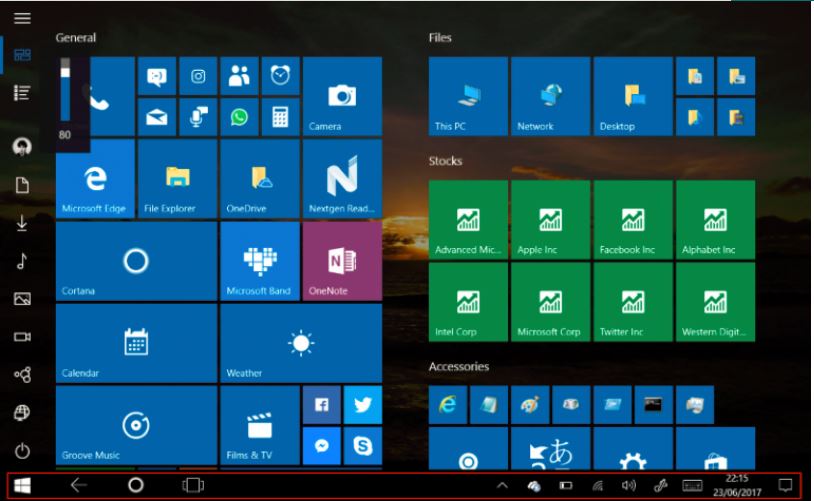 General
Files
80
Camera
This PC
Network
Desktop
Stocks
Microsoft Edge
File Explorer
OneDrive
Nextgen Read...
Advanced Mic...
Apple Inc
Facebook Inc
Alphabet Inc
Cortana
Microsoft Band
N
OneNote
Intel Corp
Microsoft Corp
Twitter Inc
Western Digit...
Calendar
Weather
Accessories
Groove Music
Films & TV
あ
22:15
23/06/2017